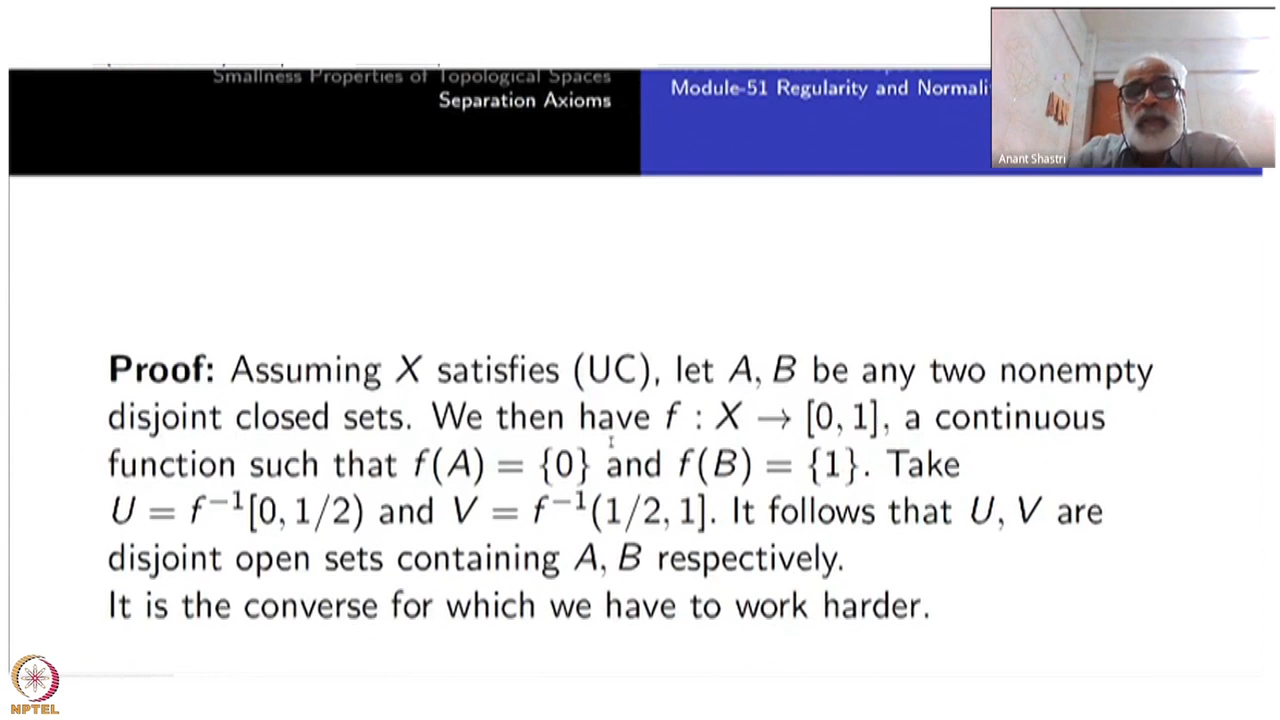 Smallness Properties of Topological Spaces
Separation Axioms
Module-51 Regularity and Normali
Anant Shastri
Proof: Assuming X satisfies (UC), let A, B be any two nonempty
disjoint closed sets. We then have f : X → [0, 1], a continuous
function such that f(A) = {0} and f(B) = {1}. Take
U = f⁻¹[0, 1/2) and V = f⁻¹(1/2, 1]. It follows that U, V are
disjoint open sets containing A, B respectively.
It is the converse for which we have to work harder.
NPTEL